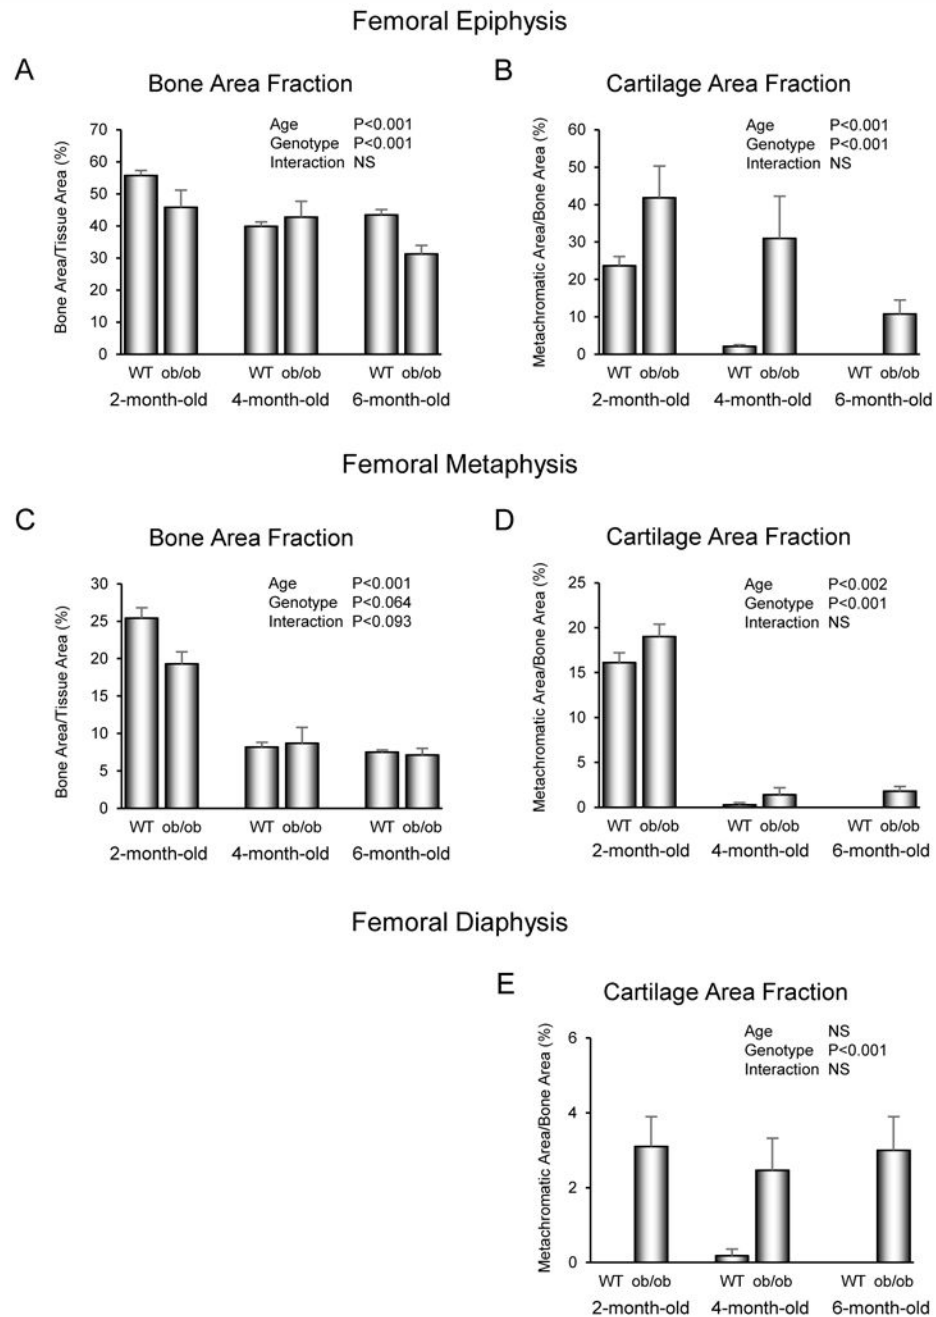 Femoral Epiphysis
A
Bone Area Fraction
Age P<0.001
Genotype P<0.001
Interaction NS
Bone Area/Tissue Area (%)
70
60
50
40
30
20
10
0
WT ob/ob WT ob/ob WT ob/ob
2-month-old 4-month-old 6-month-old
B
Cartilage Area Fraction
Age P<0.001
Genotype P<0.001
Interaction NS
Metachromatic Area/Bone Area (%)
60
50
40
30
20
10
0
WT ob/ob WT ob/ob WT ob/ob
2-month-old 4-month-old 6-month-old
Femoral Metaphysis
C
Bone Area Fraction
Age P<0.001
Genotype P<0.064
Interaction P<0.093
Bone Area/Tissue Area (%)
30
25
20
15
10
5
0
WT ob/ob WT ob/ob WT ob/ob
2-month-old 4-month-old 6-month-old
D
Cartilage Area Fraction
Age P<0.002
Genotype P<0.001
Interaction NS
Metachromatic Area/Bone Area (%)
25
20
15
10
5
0
WT ob/ob WT ob/ob WT ob/ob
2-month-old 4-month-old 6-month-old
Femoral Diaphysis
E
Cartilage Area Fraction
Age NS
Genotype P<0.001
Interaction NS
Metachromatic Area/Bone Area (%)
6
4
2
0
WT ob/ob WT ob/ob WT ob/ob
2-month-old 4-month-old 6-month-old